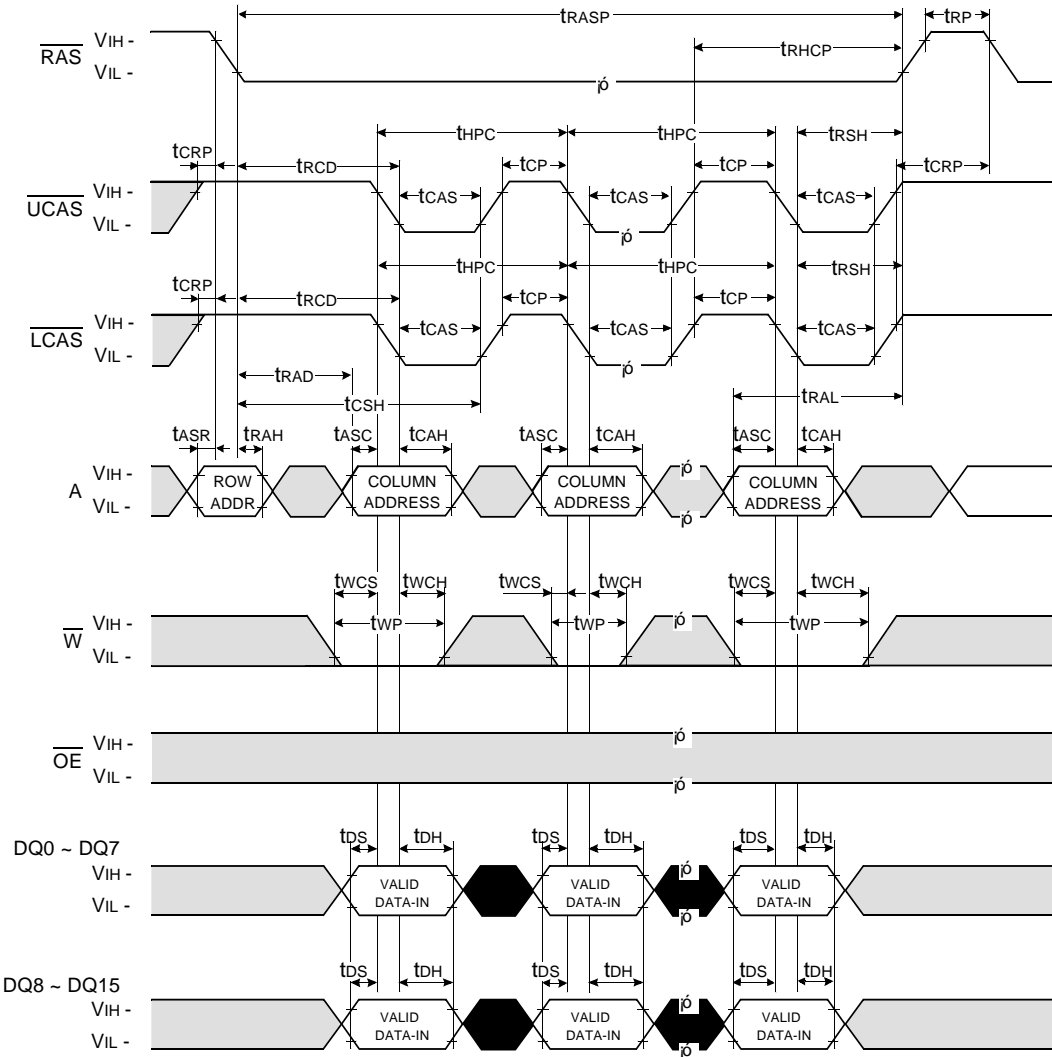 tRASP
tRP
tRHCP
RAS
VIH -
VIL -
¡ó
tHPC
tHPC
tRSH
tCRP
tRCD
tCP
tCP
tCRP
UCAS
VIH -
VIL -
tCAS
tCAS
tCAS
¡ó
tHPC
tHPC
tRSH
tCRP
tRCD
tCP
tCP
LCAS
VIH -
VIL -
tCAS
tCAS
tCAS
¡ó
tRAD
tCSH
tRAL
tASR
tRAH
tASC
tCAH
tASC
tCAH
tASC
tCAH
A
VIH -
VIL -
ROW
ADDR
COLUMN
ADDRESS
COLUMN
ADDRESS
¡ó
¡ó
COLUMN
ADDRESS
tWCS
tWCH
tWCS
tWCH
tWCS
tWCH
W
VIH -
VIL -
tWP
tWP
¡ó
tWP
OE
VIH -
VIL -
¡ó
¡ó
DQ0 ~ DQ7
VIH -
VIL -
tDS
tDH
tDS
tDH
tDS
tDH
VALID
DATA-IN
VALID
DATA-IN
¡ó
¡ó
VALID
DATA-IN
DQ8 ~ DQ15
VIH -
VIL -
tDS
tDH
tDS
tDH
tDS
tDH
VALID
DATA-IN
VALID
DATA-IN
¡ó
¡ó
VALID
DATA-IN